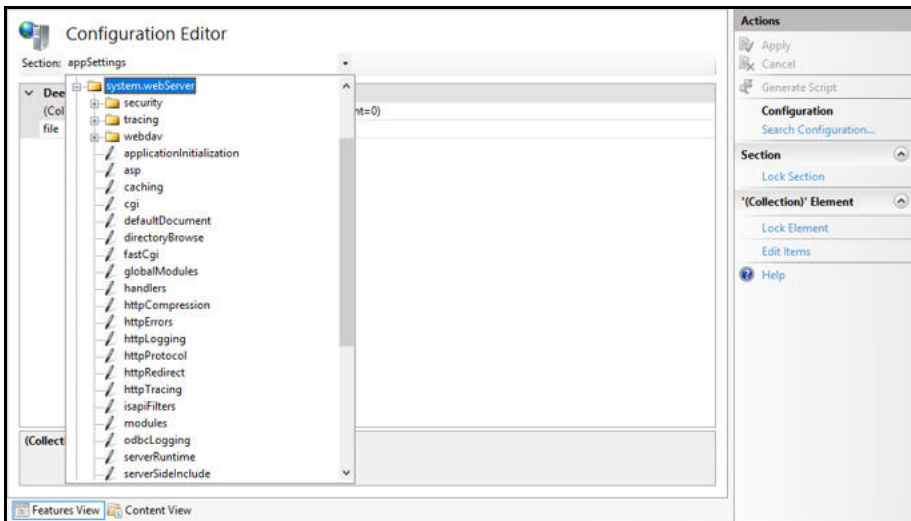 Configuration Editor
Section: appSettings
Dee
(Col
nt=0)
file
system.webServer
security
tracing
webdav
applicationInitialization
asp
caching
cgi
defaultDocument
directoryBrowse
fastCgi
globalModules
handlers
httpCompression
httpErrors
httpLogging
httpProtocol
httpRedirect
httpTracing
isapiFilters
modules
odbcLogging
serverRuntime
serverSideInclude
(Collecti
Features View
Content View
Actions
Apply
Cancel
Generate Script
Configuration
Search Configuration...
Section
Lock Section
'(Collection)' Element
Lock Element
Edit Items
Help